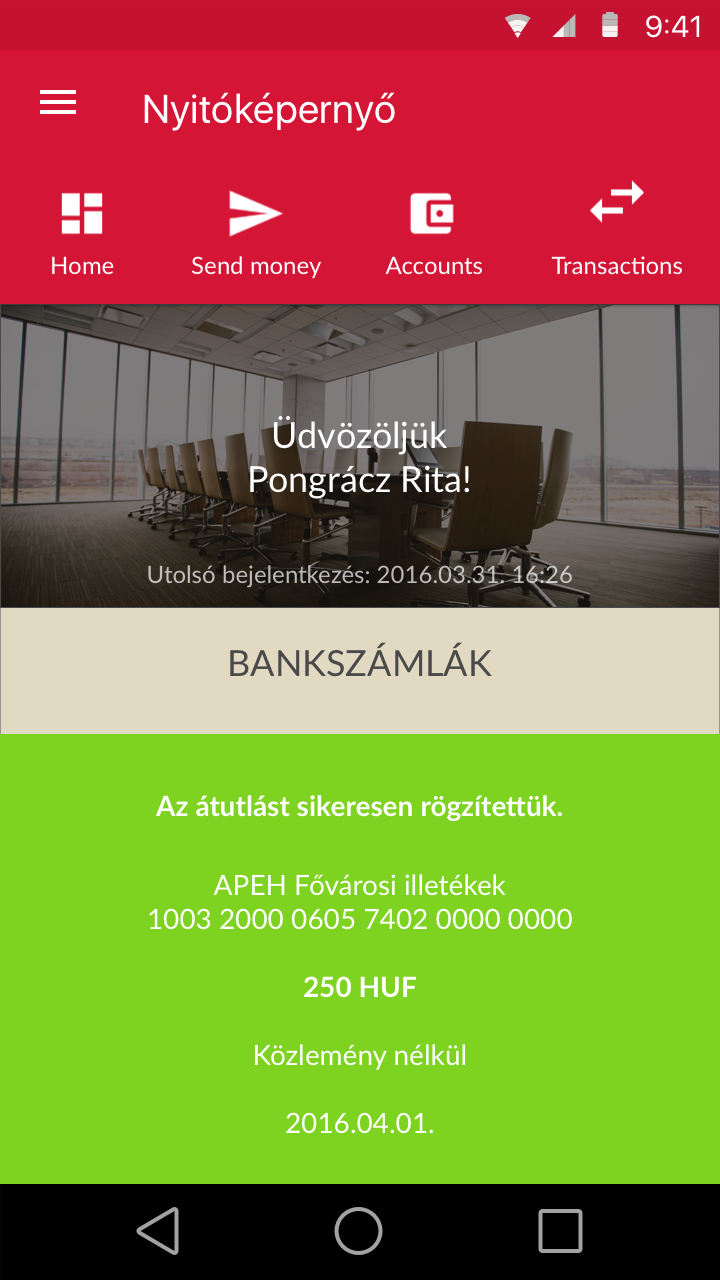 9:41
Nyitóképernyő
Home Send money Accounts Transactions
Üdvözöljük
Pongrácz Rita!
Utolsó bejelentkezés: 2016.03.31. 16:26
BANKSZÁMLÁK
Az átutlást sikeresen rögzítettük.
APEH Fővárosi illetékek
1003 2000 0605 7402 0000 0000
250 HUF
Közlemény nélkül
2016.04.01.